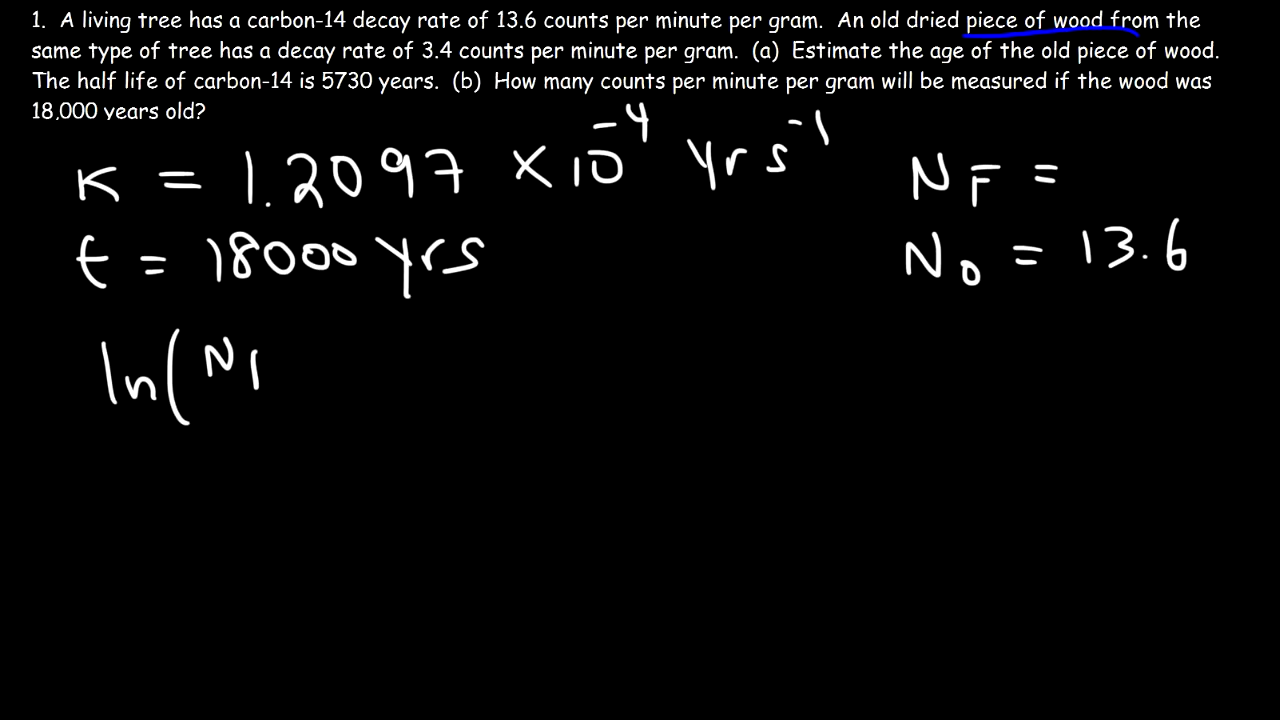 1. A living tree has a carbon-14 decay rate of 13.6 counts per minute per gram. An old dried piece of wood from the
same type of tree has a decay rate of 3.4 counts per minute per gram. (a) Estimate the age of the old piece of wood.
The half life of carbon-14 is 5730 years. (b) How many counts per minute per gram will be measured if the wood was
18,000 years old?
K = 1.2097 × 10⁻⁴ yrs⁻¹
N_F =
t = 18000 yrs
N_0 = 13.6
ln( N